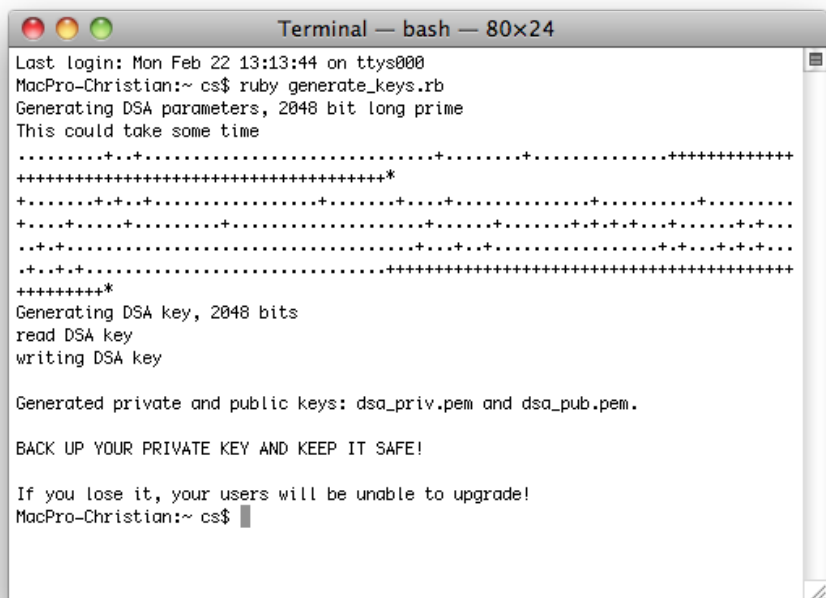 Terminal — bash — 80×24
Last login: Mon Feb 22 13:13:44 on ttys000
MacPro-Christian:~ cs$ ruby generate_keys.rb
Generating DSA parameters, 2048 bit long prime
This could take some time
.........+..+..............................+........+..............+++++++++++++
++++++++++++++++++++++++++++++++++++++*
+.......+.+..+.................+.......+....+..............+..........+.........
+....+.....+.........+....................+......+.......+.+.+.+...+......+.+...
..+.+....................................+...+..+.................+.+...+.+.+...
.+..+.+...............................++++++++++++++++++++++++++++++++++++++++++
+++++++++*
Generating DSA key, 2048 bits
read DSA key
writing DSA key
Generated private and public keys: dsa_priv.pem and dsa_pub.pem.
BACK UP YOUR PRIVATE KEY AND KEEP IT SAFE!
If you lose it, your users will be unable to upgrade!
MacPro-Christian:~ cs$